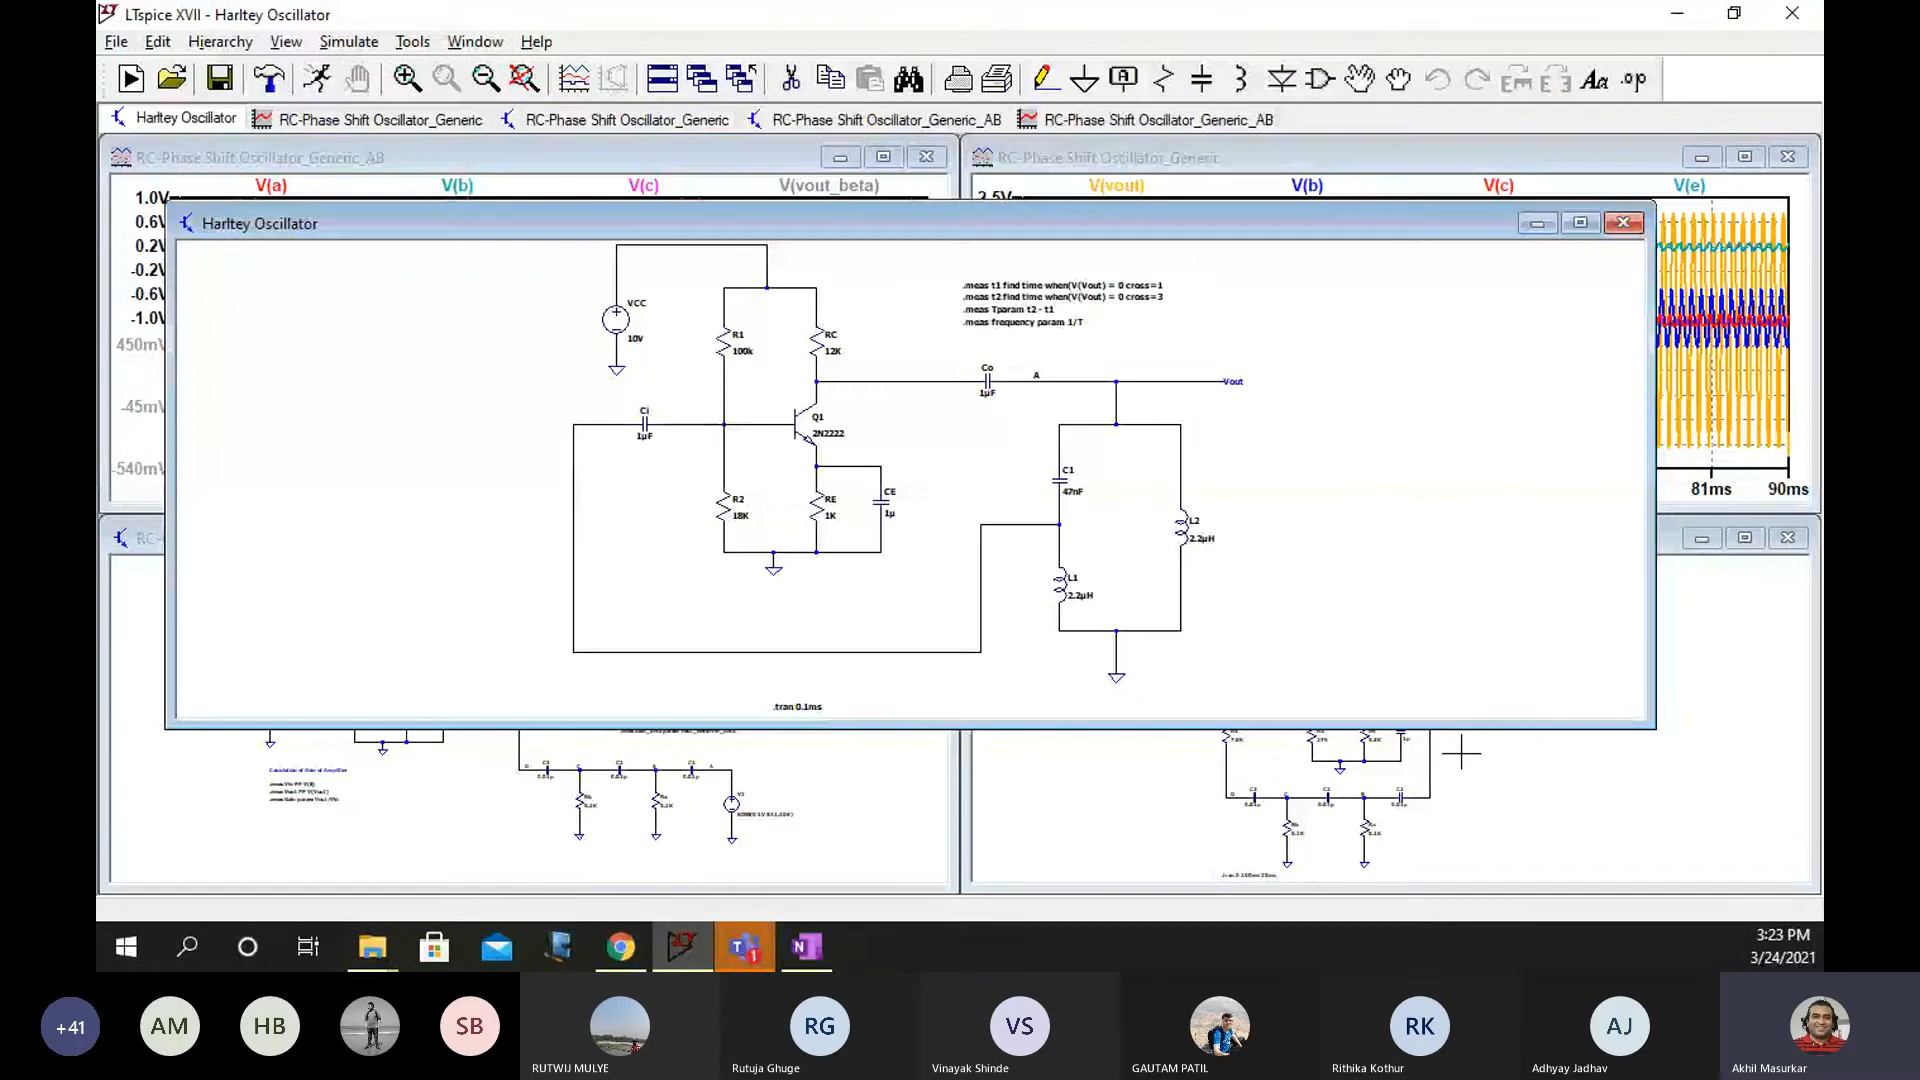 LTspice XVII - Harltey Oscillator
File Edit Hierarchy View Simulate Tools Window Help
Harltey Oscillator RC-Phase Shift Oscillator_Generic RC-Phase Shift Oscillator_Generic RC-Phase Shift Oscillator_Generic_AB RC-Phase Shift Oscillator_Generic_AB
RC-Phase Shift Oscillator_Generic_AB
V(a) V(b) V(c) V(vout_beta)
1.0V
0.6V
0.2V
-0.2V
-0.6V
-1.0V
450mV
-45mV
-540mV
RC-Phase Shift Oscillator_Generic
V(vout) V(b) V(c) V(e)
2.5V
81ms 90ms
Harltey Oscillator
VCC
10V
R1
100k
RC
12K
.meas t1 find time when(V(Vout) = 0 cross=1
.meas t2 find time when(V(Vout) = 0 cross=3
.meas Tparam t2 - t1
.meas frequency param 1/T
Co
1µF
A
Vout
Ci
1µF
Q1
2N2222
R2
18K
RE
1K
CE
1µ
C1
47nF
L2
2.2µH
L1
2.2µH
.tran 0.1ms
RC-
Calculation of Gain of Amplifier
3:23 PM
3/24/2021
+41 AM HB SB RG VS RK AJ
RUTWIJ MULYE Rutuja Ghuge Vinayak Shinde GAUTAM PATIL Rithika Kothur Adhyay Jadhav Akhil Masurkar